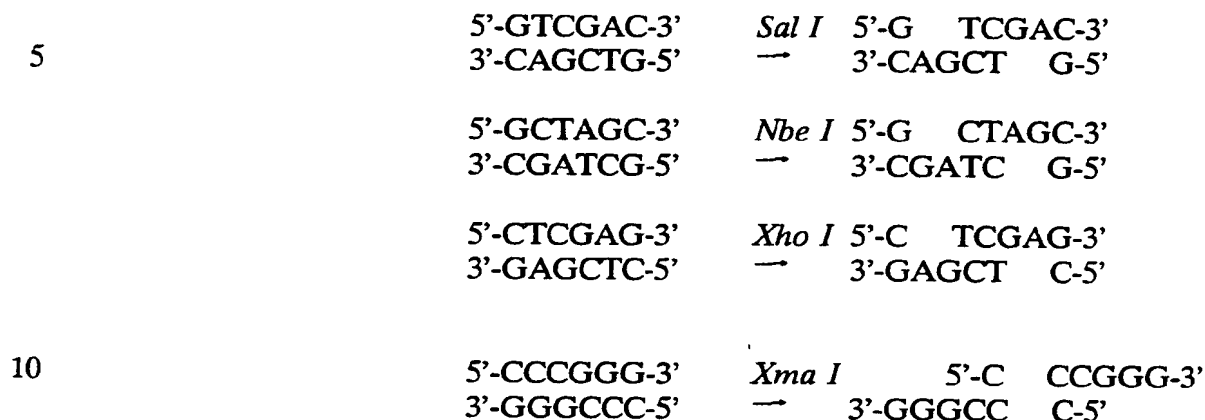 5'-GTCGAC-3' Sal I 5'-G TCGAC-3'
5 3'-CAGCTG-5' → 3'-CAGCT G-5'
5'-GCTAGC-3' Nbe I 5'-G CTAGC-3'
3'-CGATCG-5' → 3'-CGATC G-5'
5'-CTCGAG-3' Xho I 5'-C TCGAG-3'
3'-GAGCTC-5' → 3'-GAGCT C-5'
10 5'-CCCGGG-3' Xma I 5'-C CCGGG-3'
3'-GGGCCC-5' → 3'-GGGCC C-5'